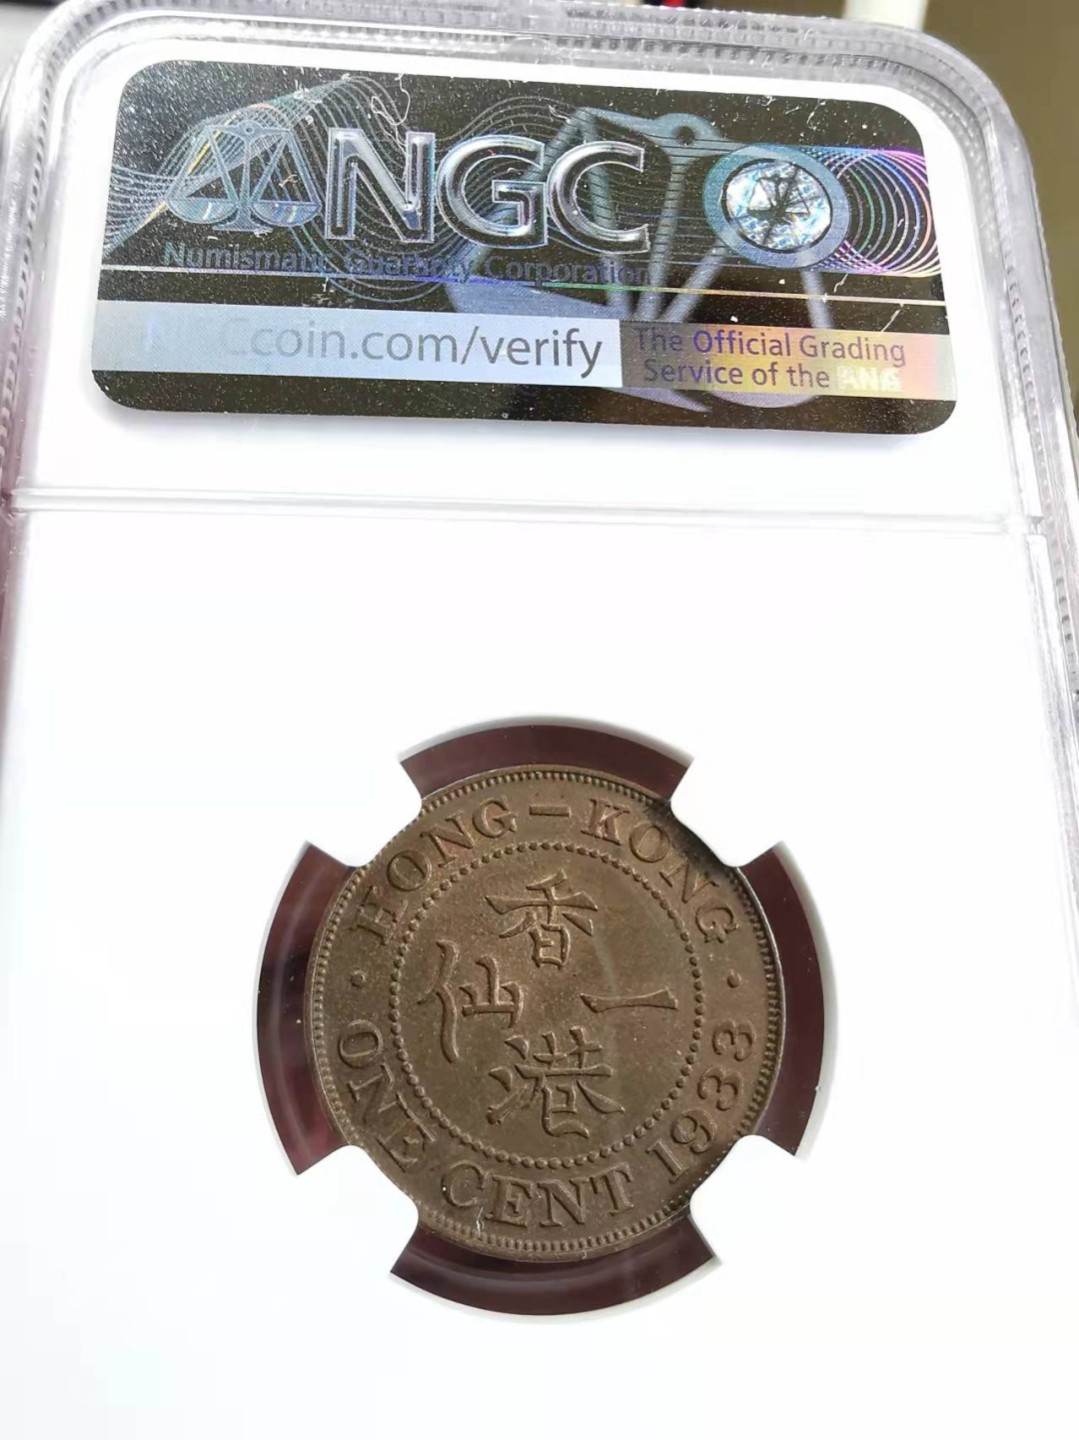 NGC
Numismatic Guaranty Corporation
Ccoin.com/verify
The Official Grading
Service of the ANA
HONG - KONG
香
仙 一
港
ONE CENT 1933